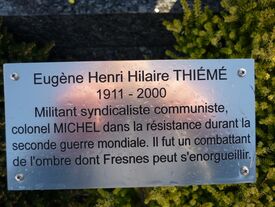 Eugène Henri Hilaire THIÉMÉ
1911 - 2000
Militant syndicaliste communiste,
colonel MICHEL dans la résistance durant la
seconde guerre mondiale. Il fut un combattant
de l'ombre dont Fresnes peut s'enorgueillir.